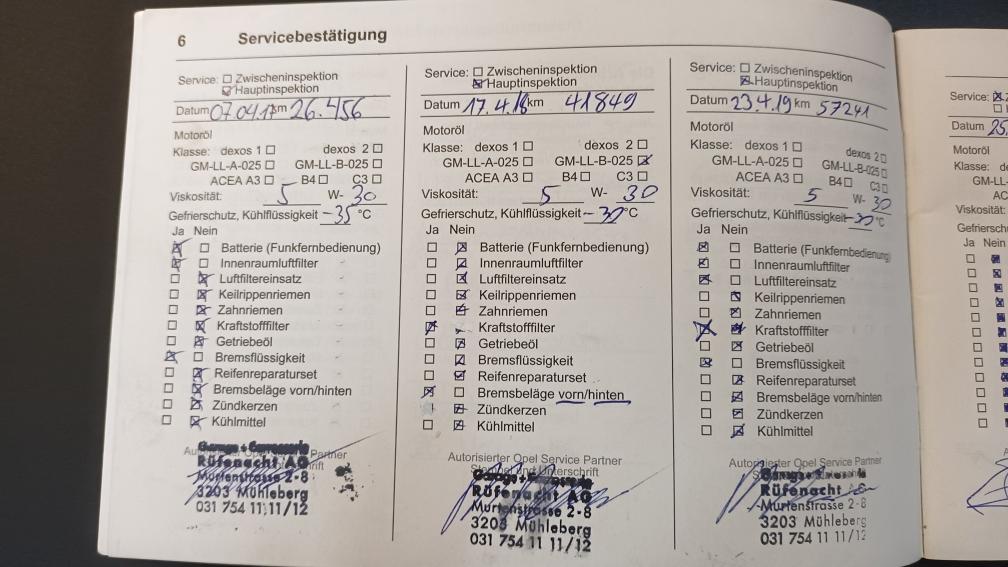 6 Servicebestätigung
Service: ☐ Zwischeninspektion
☒ Hauptinspektion
Datum 07.04.17 km 26.456
Motoröl
Klasse: dexos 1 ☐ dexos 2 ☐
GM-LL-A-025 ☐ GM-LL-B-025 ☐
ACEA A3 ☐ B4 ☐ C3 ☐
Viskosität: 5 W- 30
Gefrierschutz, Kühlflüssigkeit -35 °C
Ja Nein
☒ ☐ Batterie (Funkfernbedienung)
☒ ☐ Innenraumluftfilter
☐ ☒ Luftfiltereinsatz
☐ ☒ Keilrippenriemen
☐ ☒ Zahnriemen
☐ ☒ Kraftstofffilter
☐ ☒ Getriebeöl
☒ ☐ Bremsflüssigkeit
☐ ☒ Reifenreparaturset
☐ ☒ Bremsbeläge vorn/hinten
☐ ☒ Zündkerzen
☐ ☒ Kühlmittel
Partner
Garage + Carrosserie
Rüfenacht AG
Murtenstrasse 2-8
3203 Mühleberg
031 754 11 11/12
Service: ☐ Zwischeninspektion
☒ Hauptinspektion
Datum 17.4.18 km 41849
Motoröl
Klasse: dexos 1 ☐ dexos 2 ☐
GM-LL-A-025 ☐ GM-LL-B-025 ☒
ACEA A3 ☐ B4 ☐ C3 ☐
Viskosität: 5 W- 30
Gefrierschutz, Kühlflüssigkeit -30 °C
Ja Nein
☐ ☒ Batterie (Funkfernbedienung)
☐ ☒ Innenraumluftfilter
☐ ☒ Luftfiltereinsatz
☐ ☒ Keilrippenriemen
☐ ☒ Zahnriemen
☒ ☐ Kraftstofffilter
☐ ☒ Getriebeöl
☐ ☒ Bremsflüssigkeit
☐ ☒ Reifenreparaturset
☒ ☐ Bremsbeläge vorn/hinten
☐ ☒ Zündkerzen
☐ ☒ Kühlmittel
Autorisierter Opel Service Partner
Garage + Carrosserie
Rüfenacht AG
Murtenstrasse 2-8
3203 Mühleberg
031 754 11 11/12
Service: ☐ Zwischeninspektion
☒ Hauptinspektion
Datum 23.4.19 km 57241
Motoröl
Klasse: dexos 1 ☐ dexos 2 ☐
GM-LL-A-025 ☐ GM-LL-B-025 ☐
ACEA A3 ☐ B4 ☐ C3 ☐
Viskosität: 5 W- 30
Gefrierschutz, Kühlflüssigkeit -30 °C
Ja Nein
☒ ☐ Batterie (Funkfernbedienung)
☒ ☐ Innenraumluftfilter
☒ ☐ Luftfiltereinsatz
☐ ☒ Keilrippenriemen
☐ ☒ Zahnriemen
☒ ☒ Kraftstofffilter
☐ ☒ Getriebeöl
☒ ☐ Bremsflüssigkeit
☐ ☒ Reifenreparaturset
☐ ☒ Bremsbeläge vorn/hinten
☐ ☒ Zündkerzen
☐ ☒ Kühlmittel
Autorisierter Opel Service Partner
Rüfenacht
Murtenstrasse 2-8
3203 Mühleberg
031 754 11 11/12
Service: ☒
Datum
Motoröl
Klasse:
Viskosität:
Ja Nein